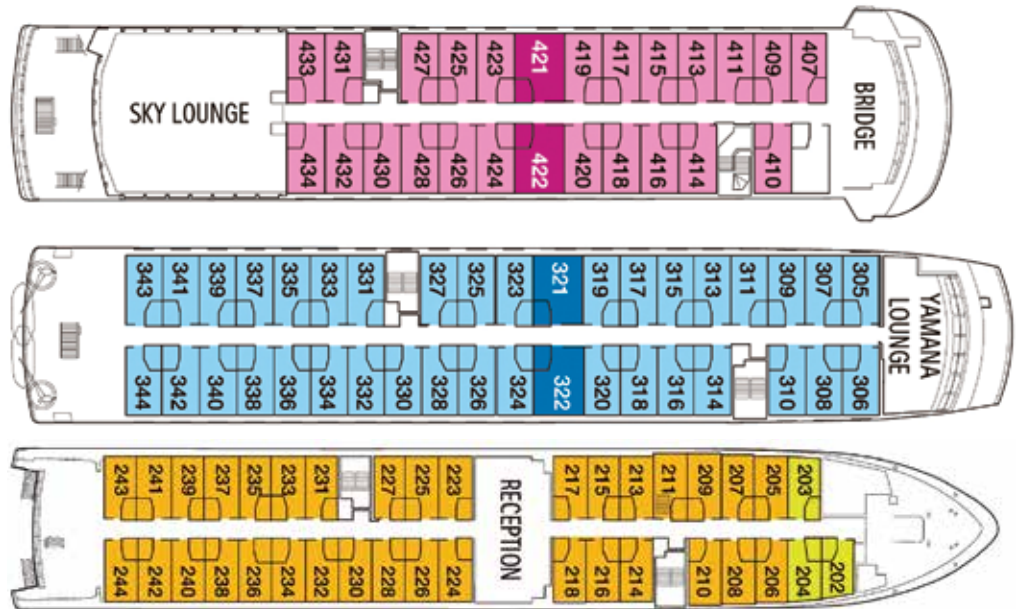 433 431 427 425 423 421 419 417 415 413 411 409 407
SKY LOUNGE
BRIDGE
434 432 430 428 426 424 422 420 418 416 414 410
343 341 339 337 335 333 331 327 325 323 321 319 317 315 313 311 309 307 305
YAMANA
LOUNGE
344 342 340 338 336 334 332 330 328 326 324 322 320 318 316 314 310 308 306
243 241 239 237 235 233 231 227 225 223 217 215 213 211 209 207 205 203
RECEPTION
244 242 240 238 236 234 232 230 228 226 224 218 216 214 210 208 206 204 202